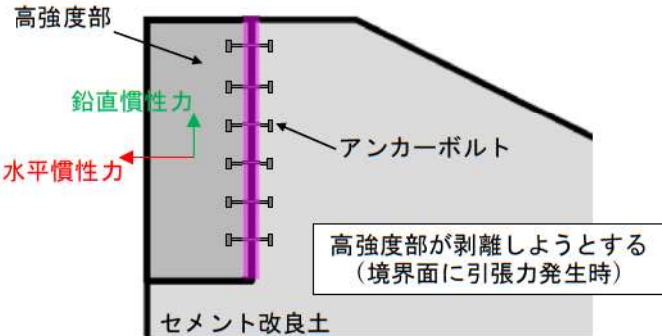 高強度部
鉛直慣性力
水平慣性力
アンカーボルト
高強度部が剥離しようとする
（境界面に引張力発生時）
セメント改良土